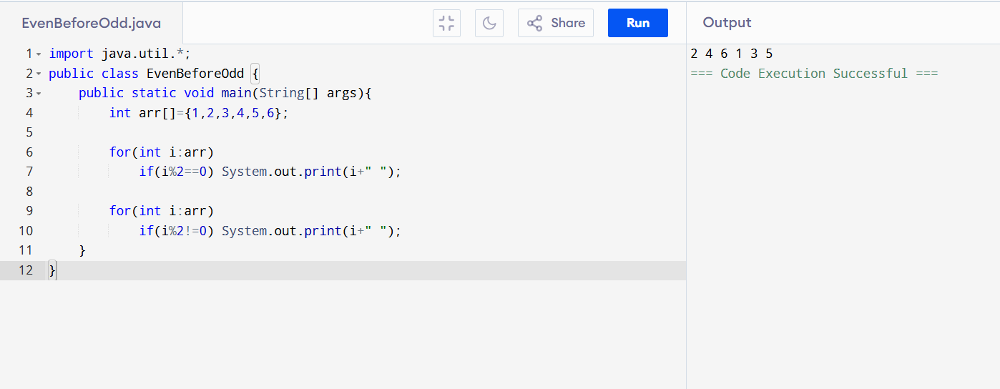 EvenBeforeOdd.java
Share
Run
Output
1 import java.util.*;
2 public class EvenBeforeOdd {
3     public static void main(String[] args){
4         int arr[]={1,2,3,4,5,6};
5
6         for(int i:arr)
7             if(i%2==0) System.out.print(i+" ");
8
9         for(int i:arr)
10             if(i%2!=0) System.out.print(i+" ");
11     }
12 }
2 4 6 1 3 5
=== Code Execution Successful ===